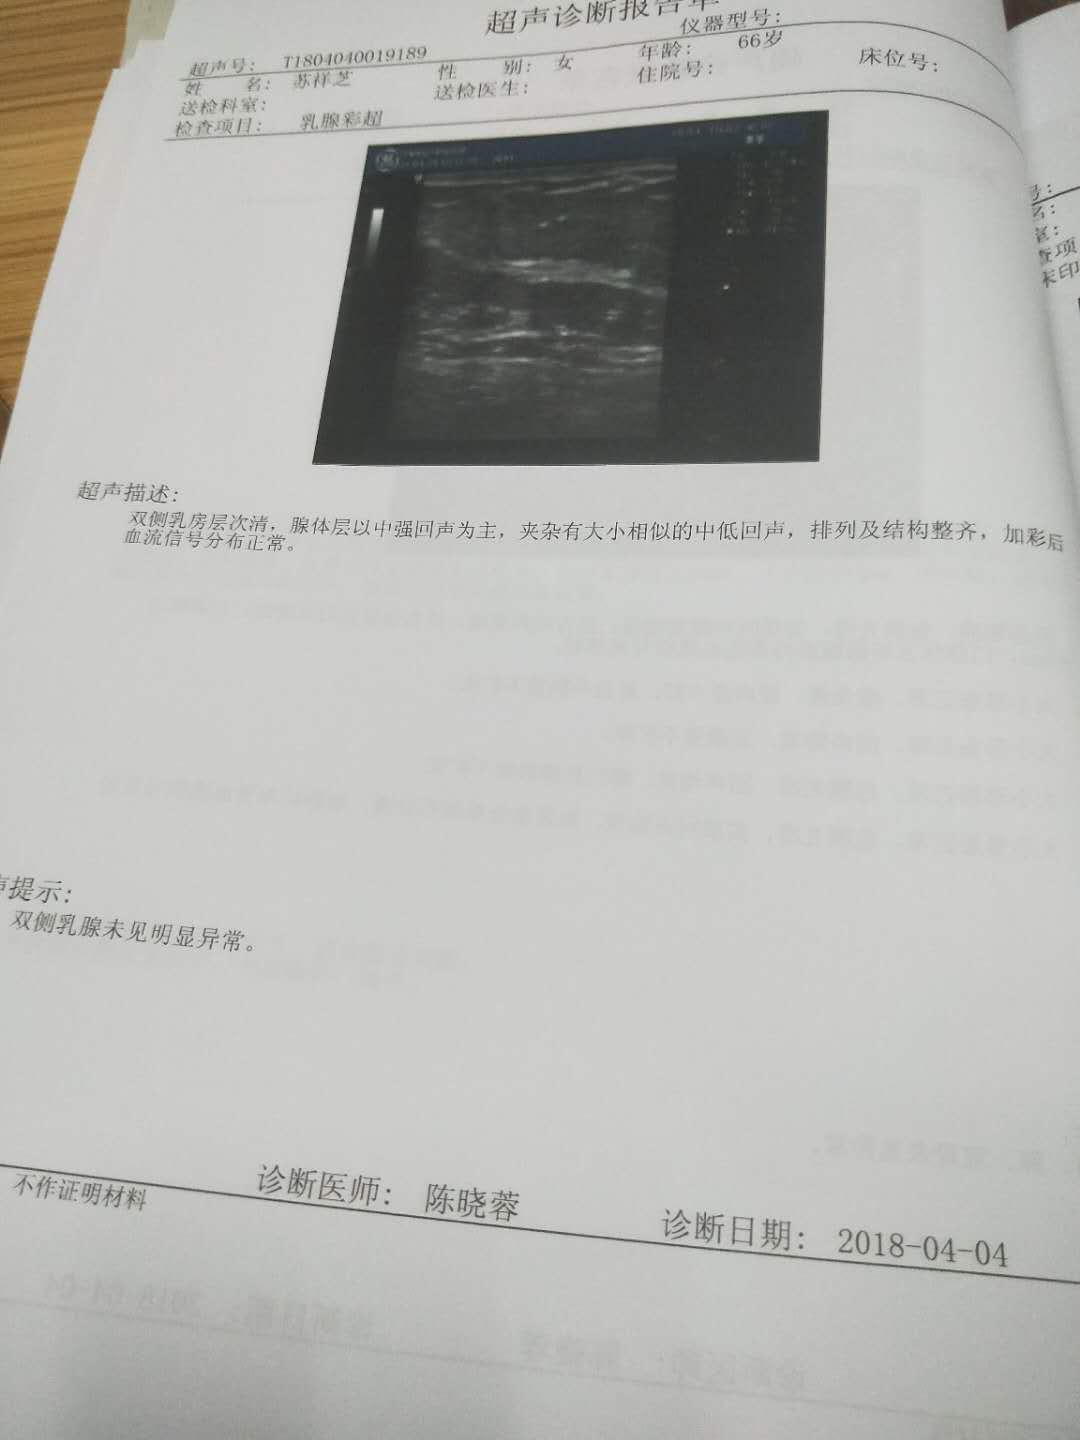 超声诊断报告单
仪器型号:
超声号: T1804040019189
姓 名: 苏祥芝 性 别: 女 年龄: 66岁 床位号:
送检科室: 送检医生: 住院号:
检查项目: 乳腺彩超
号:
名:
室:
查项
末印
超声描述:
双侧乳房层次清，腺体层以中强回声为主，夹杂有大小相似的中低回声，排列及结构整齐，加彩后
血流信号分布正常。
声提示:
双侧乳腺未见明显异常。
不作证明材料 诊断医师: 陈晓蓉 诊断日期: 2018-04-04